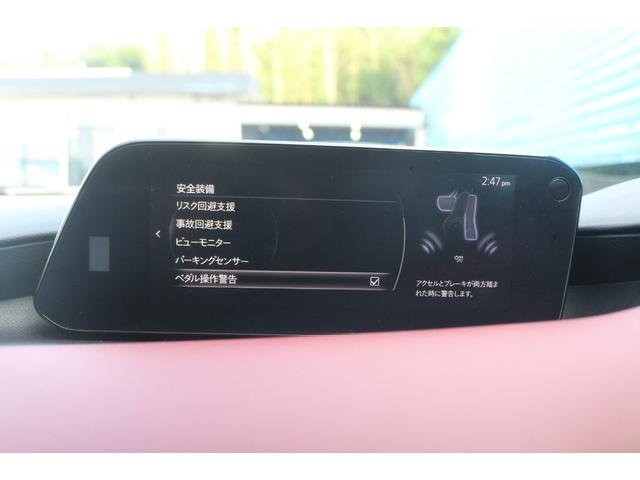 安全装備
2:47 pm
リスク回避支援
事故回避支援
ビューモニター
パーキングセンサー
ペダル操作警告
アクセルとブレーキが両方踏ま
れた時に警告します。